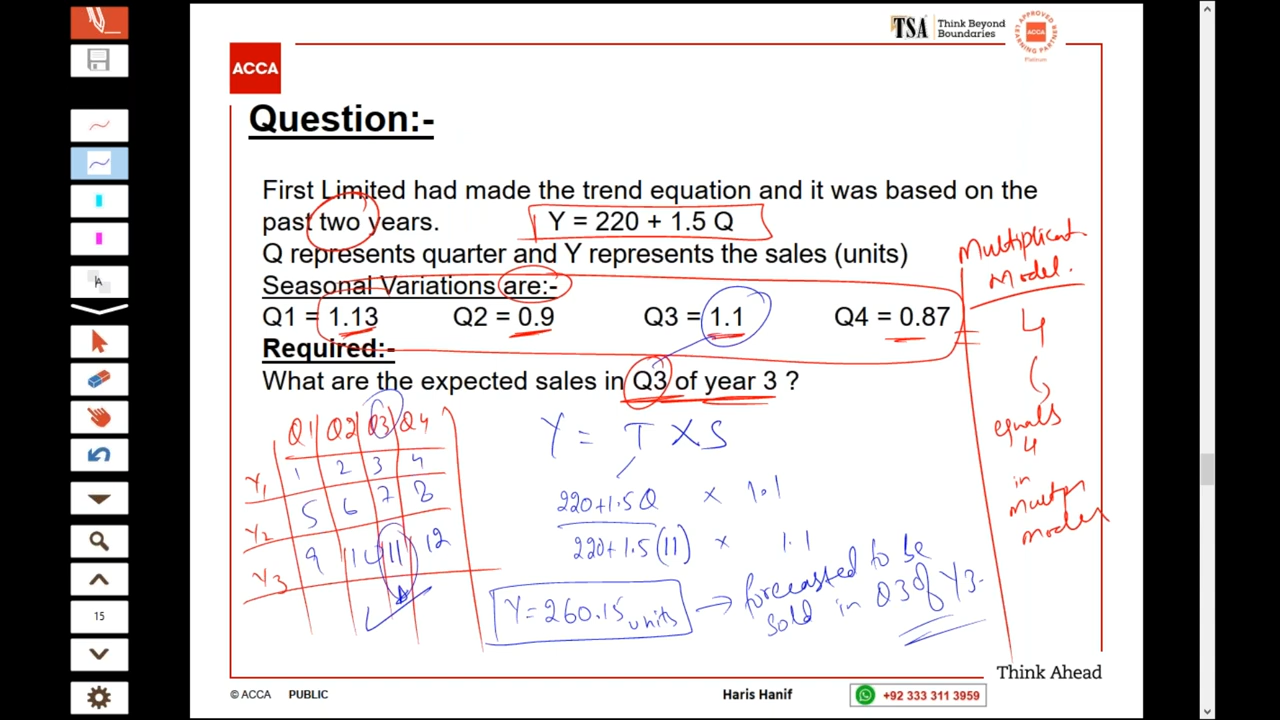 TSA Think Beyond Boundaries
ACCA
APPROVED LEARNING PARTNER
ACCA
Platinum
Question:-
First Limited had made the trend equation and it was based on the
past two years. Y = 220 + 1.5 Q
Q represents quarter and Y represents the sales (units)
Seasonal Variations are:-
Q1 = 1.13 Q2 = 0.9 Q3 = 1.1 Q4 = 0.87
Required:-
What are the expected sales in Q3 of year 3 ?
Multiplicat
Model.
4
equals
4
in
model
Q1 Q2 Q3 Q4
Y1 1 2 3 4
Y2 5 6 7 8
Y3 9 11 12
Y = T X S
220+1.5Q x 1.1
220+1.5(11) x 1.1
Y=260.15 units → forecasted to be
sold in Q3 of Y3.
Think Ahead
© ACCA PUBLIC Haris Hanif +92 333 311 3959
A
15